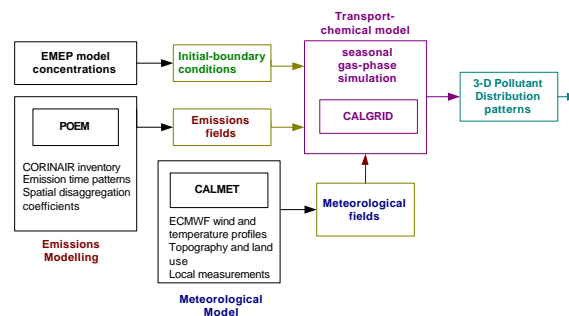 Transport-
chemical model
EMEP model
concentrations
Initial-boundary
conditions
seasonal
gas-phase
simulation
CALGRID
3-D Pollutant
Distribution
patterns
POEM
CORINAIR inventory
Emission time patterns
Spatial disaggregation
coefficients
Emissions
Modelling
Emissions
fields
CALMET
ECMWF wind and
temperature profiles
Topography and land
use
Local measurements
Meteorological
Model
Meteorological
fields